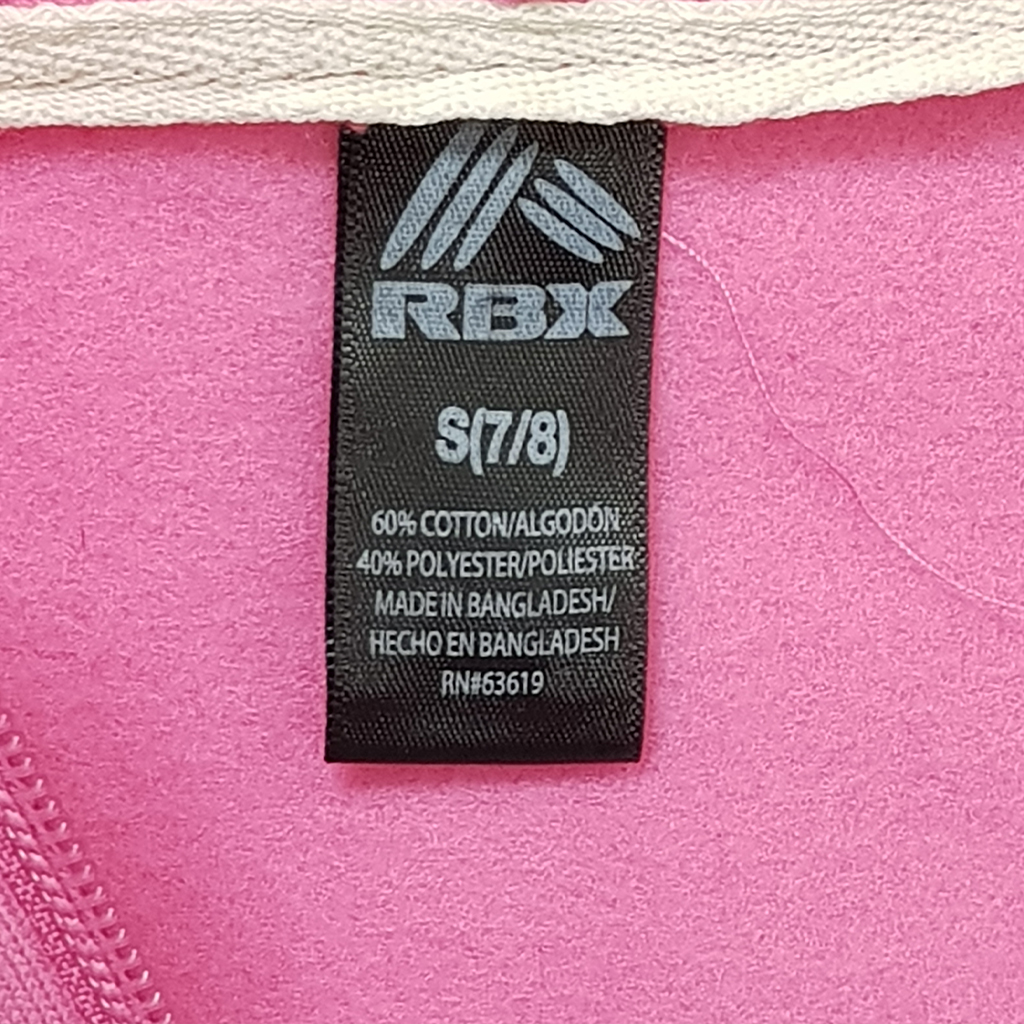 RBX
S(7/8)
60% COTTON/ALGODÓN
40% POLYESTER/POLIESTER
MADE IN BANGLADESH/
HECHO EN BANGLADESH
RN#63619